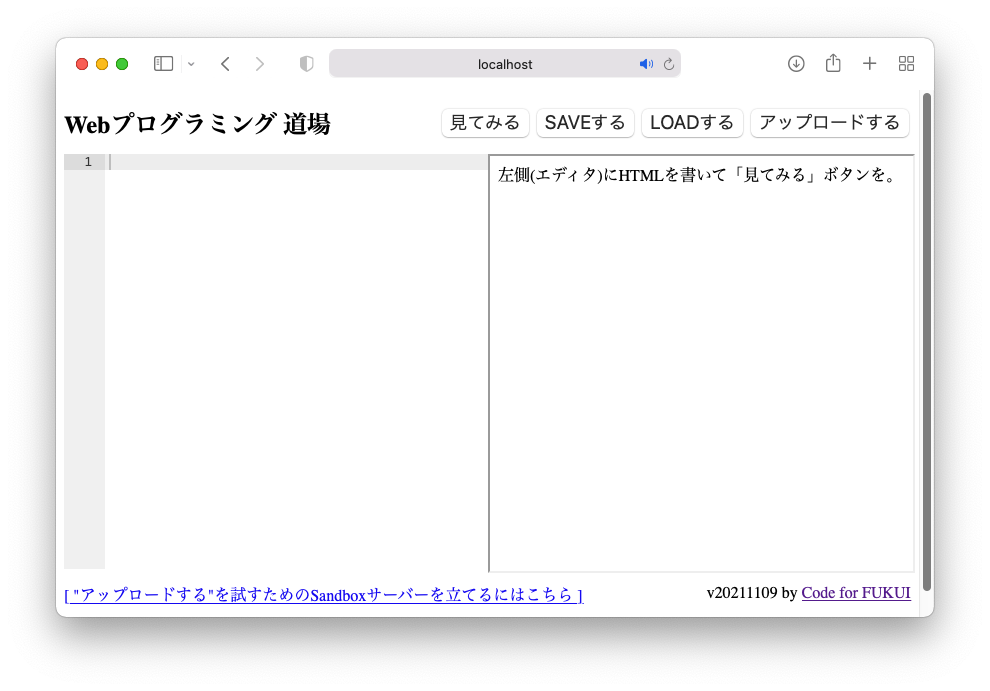 localhost
Webプログラミング 道場
見てみる
SAVEする
LOADする
アップロードする
1
左側(エディタ)にHTMLを書いて「見てみる」ボタンを。
[ "アップロードする"を試すためのSandboxサーバーを立てるにはこちら ]
v20211109 by Code for FUKUI